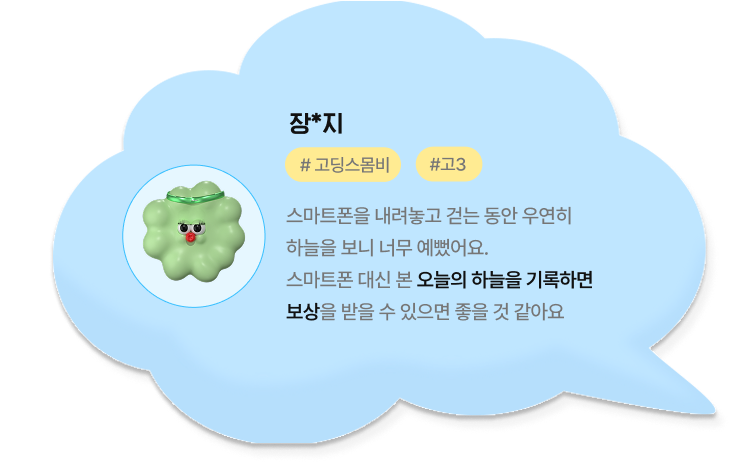 장*지
# 고딩스몸비 #고3
스마트폰을 내려놓고 걷는 동안 우연히
하늘을 보니 너무 예뻤어요.
스마트폰 대신 본 오늘의 하늘을 기록하면
보상을 받을 수 있으면 좋을 것 같아요